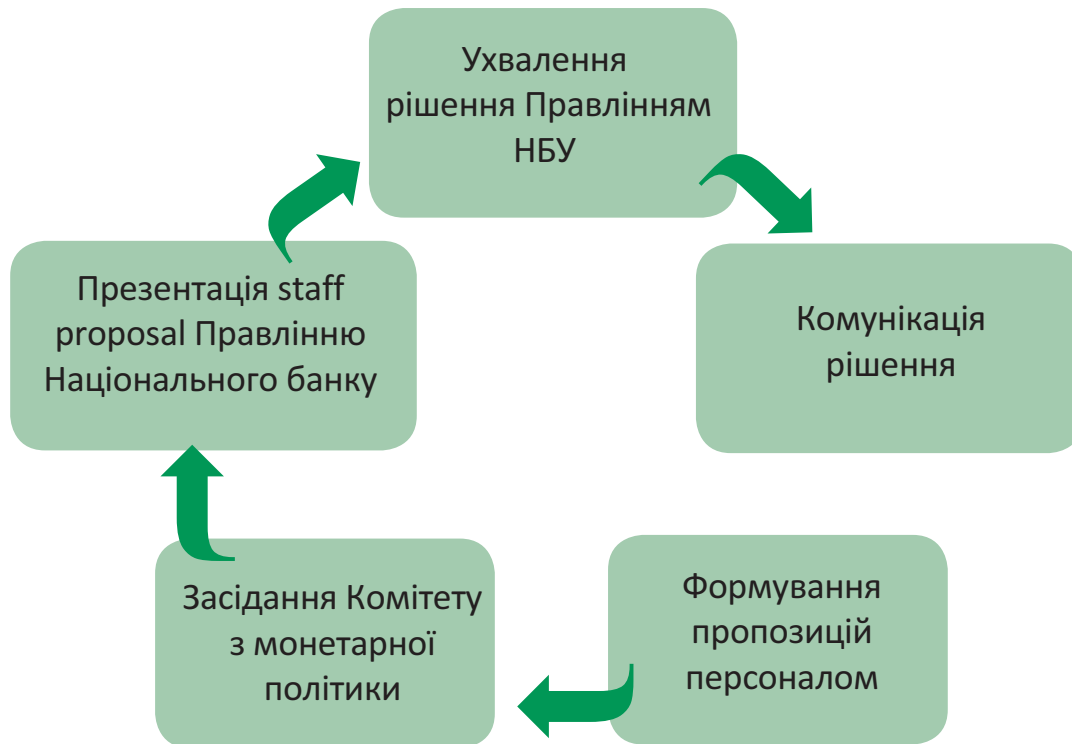 Ухвалення
рішення Правлінням
НБУ
Презентація staff
proposal Правлінню
Національного банку
Комунікація
рішення
Засідання Комітету
з монетарної
політики
Формування
пропозицій
персоналом